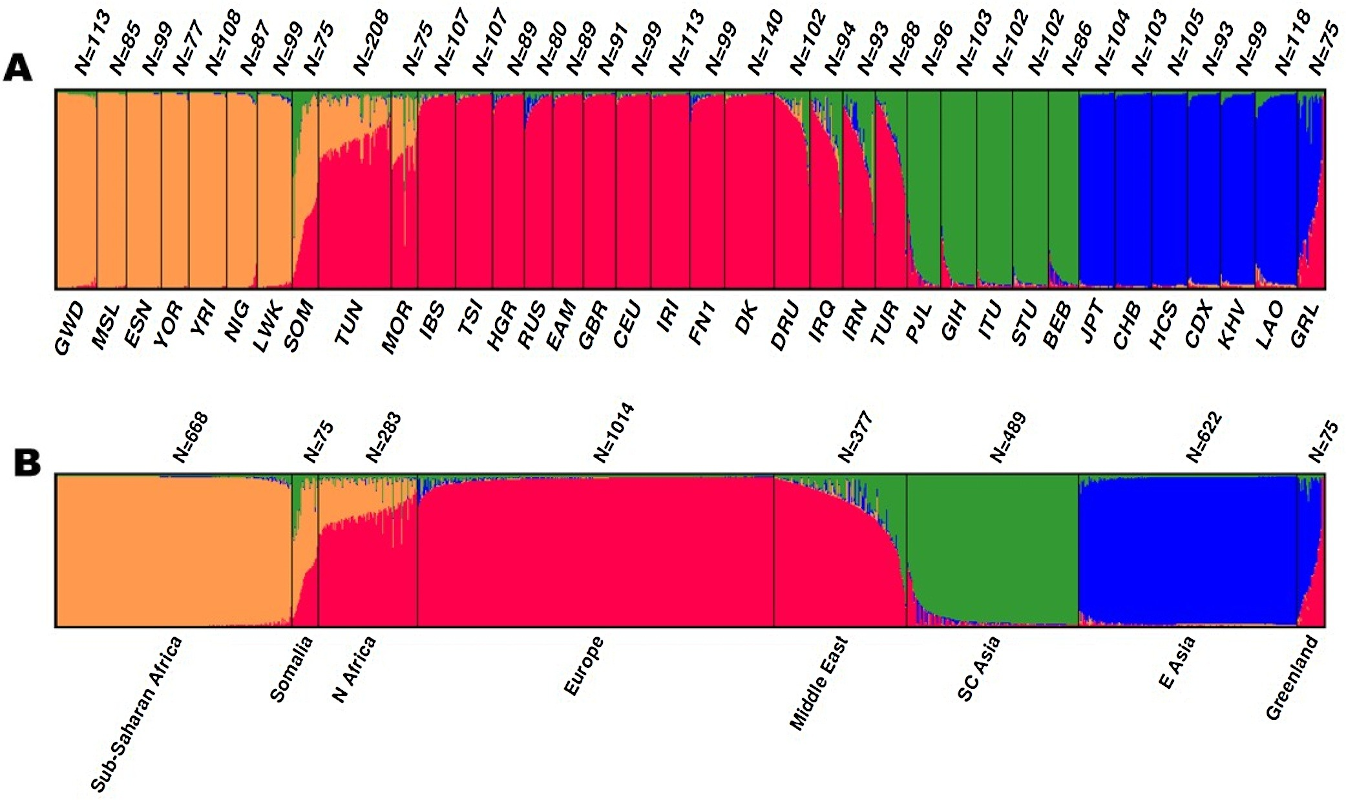 A
N=113 N=85 N=99 N=77 N=108 N=87 N=99 N=75 N=208 N=75 N=107 N=107 N=89 N=80 N=89 N=91 N=99 N=113 N=99 N=140 N=102 N=94 N=93 N=88 N=96 N=103 N=102 N=102 N=86 N=104 N=103 N=105 N=93 N=99 N=118 N=75
GWD MSL ESN YOR YRI NIG LWK SOM TUN MOR IBS TSI HGR RUS EAM GBR CEU IRI FN1 DK DRU IRQ IRN TUR PJL GIH ITU STU BEB JPT CHB HCS CDX KHV LAO GRL
B
N=668 N=75 N=283 N=1014 N=377 N=489 N=622 N=75
Sub-Saharan Africa Somalia N Africa Europe Middle East SC Asia E Asia Greenland